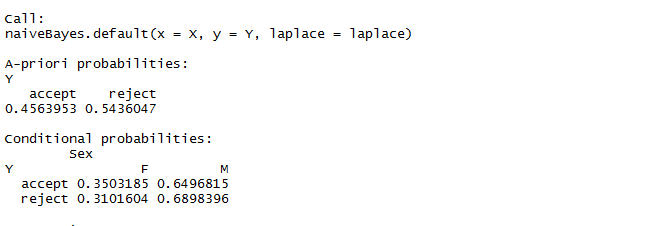 Call:
naiveBayes.default(x = X, y = Y, laplace = laplace)
A-priori probabilities:
Y
accept reject
0.4563953 0.5436047
Conditional probabilities:
Sex
Y F M
accept 0.3503185 0.6496815
reject 0.3101604 0.6898396